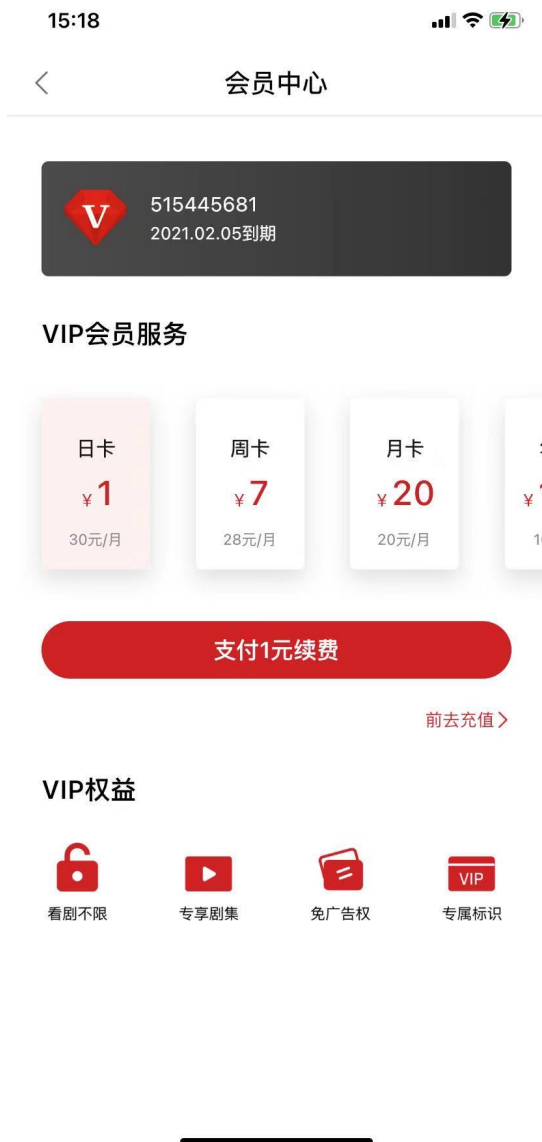 15:18
会员中心
V
515445681
2021.02.05到期
VIP会员服务
日卡 周卡 月卡
¥1 ¥7 ¥20 ¥
30元/月 28元/月 20元/月
支付1元续费
前去充值
VIP权益
VIP
看剧不限 专享剧集 免广告权 专属标识